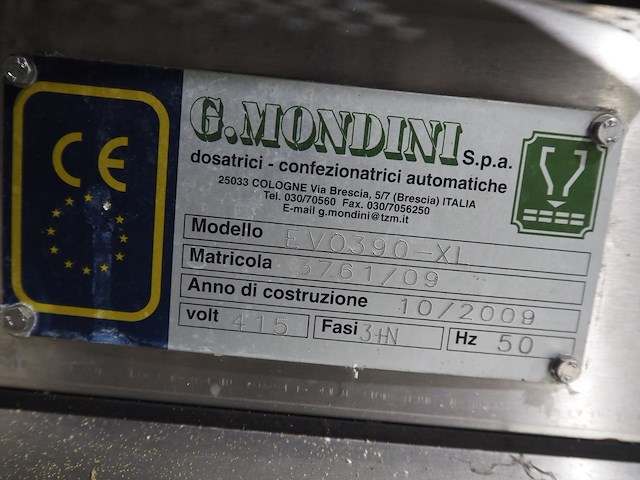 CE
G.MONDINI S.p.a.
dosatrici - confezionatrici automatiche
25033 COLOGNE Via Brescia, 5/7 (Brescia) ITALIA
Tel. 030/70560 Fax. 030/7056250
E-mail g.mondini@tzm.it
Modello EVO390-XL
Matricola 3761/09
Anno di costruzione 10/2009
volt 415 Fasi 3+N Hz 50